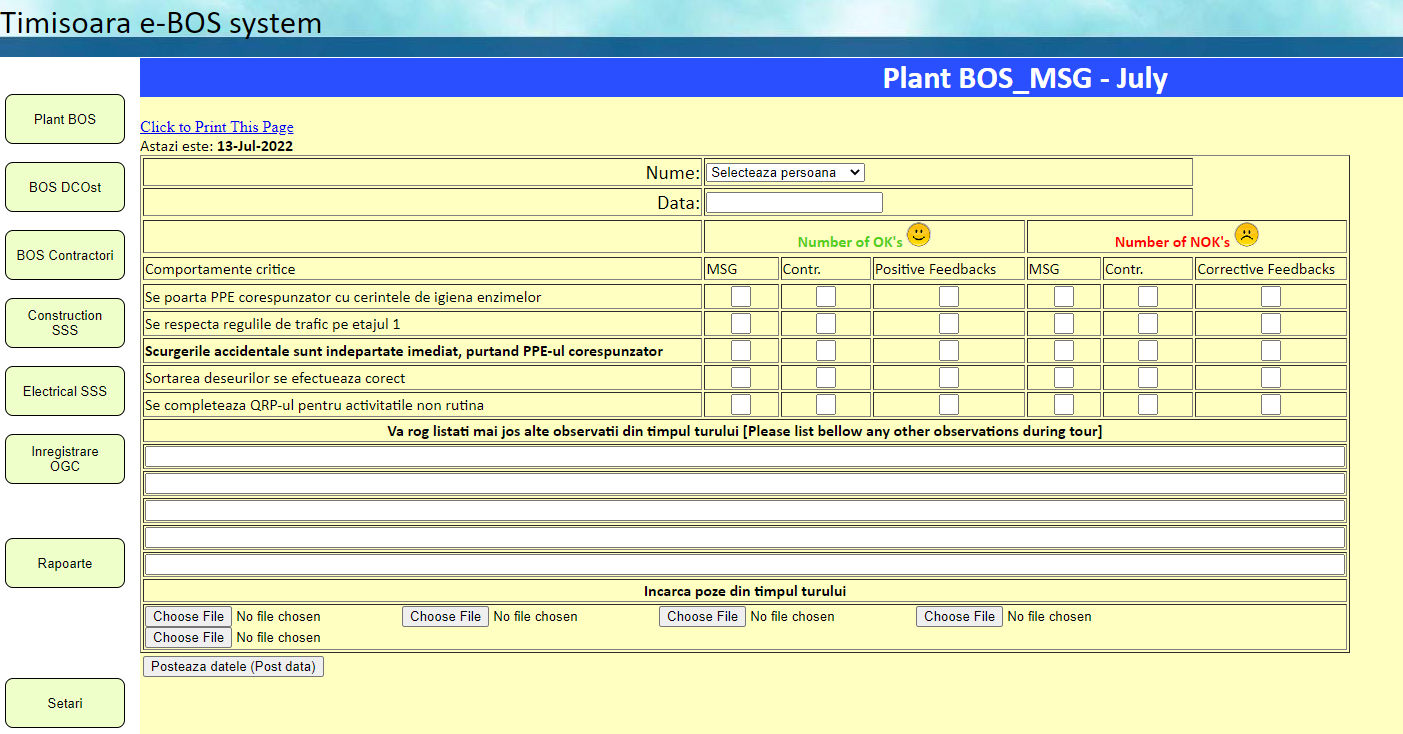 Timisoara e-BOS system
Plant BOS_MSG - July
Plant BOS
BOS DCOst
BOS Contractori
Construction
SSS
Electrical SSS
Inregistrare
OGC
Rapoarte
Setari
Click to Print This Page
Astazi este: 13-Jul-2022
Nume: Selecteaza persoana
Data:
Number of OK's Number of NOK's
Comportamente critice MSG Contr. Positive Feedbacks MSG Contr. Corrective Feedbacks
Se poarta PPE corespunzator cu cerintele de igiena enzimelor
Se respecta regulile de trafic pe etajul 1
Scurgerile accidentale sunt indepartate imediat, purtand PPE-ul corespunzator
Sortarea deseurilor se efectueaza corect
Se completeaza QRP-ul pentru activitatile non rutina
Va rog listati mai jos alte observatii din timpul turului [Please list bellow any other observations during tour]
Incarca poze din timpul turului
Choose File No file chosen Choose File No file chosen Choose File No file chosen Choose File No file chosen
Choose File No file chosen
Posteaza datele (Post data)